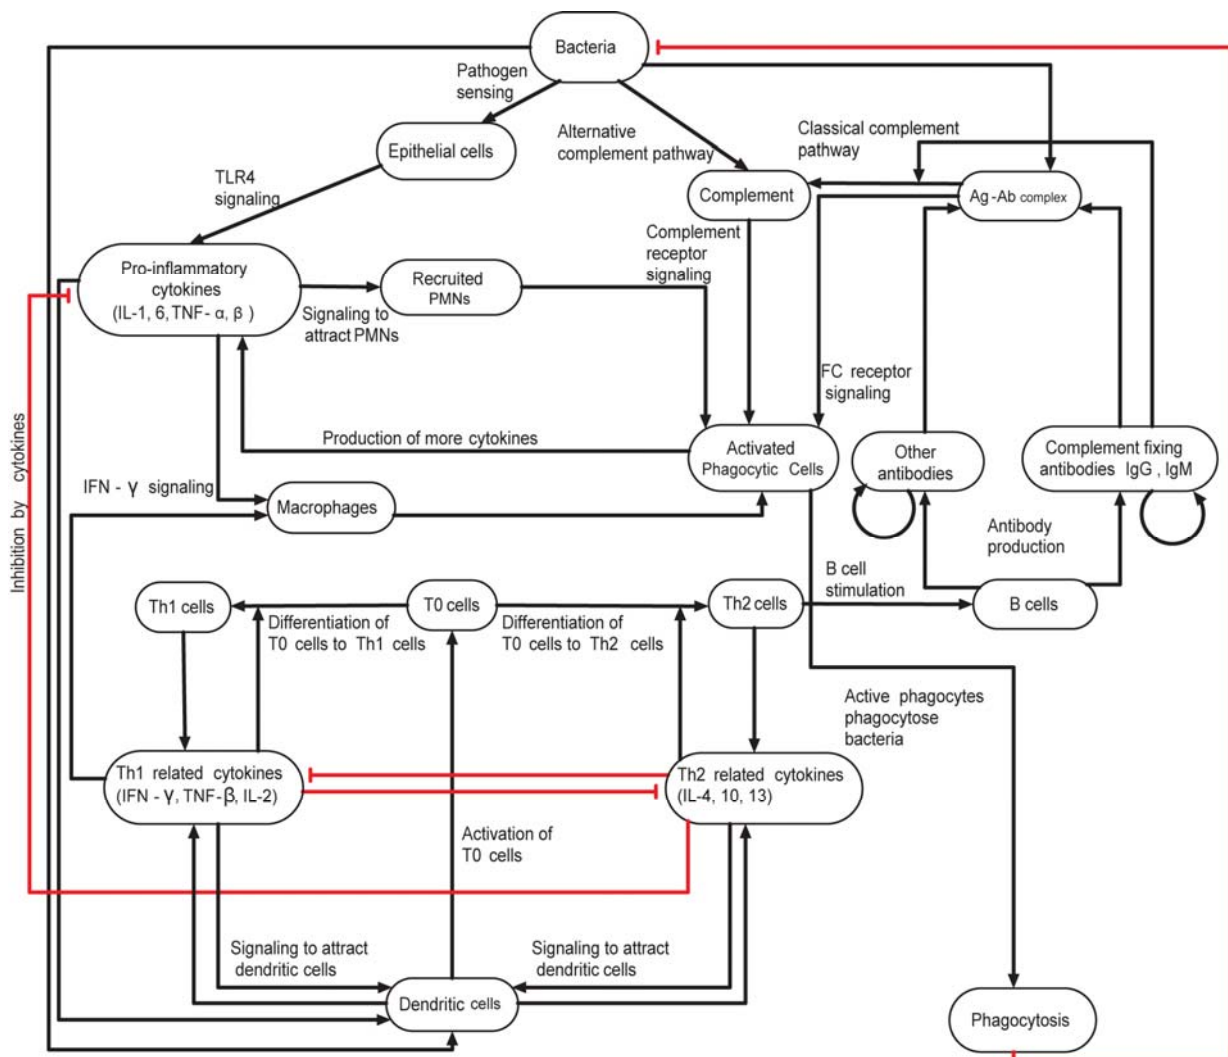 Bacteria
Pathogen
sensing
Alternative
complement pathway
Classical complement
pathway
Epithelial cells
TLR4
signaling
Complement
Ag-Ab complex
Complement
receptor
signaling
Pro-inflammatory
cytokines
(IL-1, 6, TNF- α, β )
Recruited
PMNs
Signaling to
attract PMNs
FC receptor
signaling
Inhibition by cytokines
Production of more cytokines
Activated
Phagocytic Cells
Other
antibodies
Complement fixing
antibodies IgG , IgM
IFN - γ signaling
Macrophages
Antibody
production
B cell
stimulation
Th1 cells
T0 cells
Th2 cells
B cells
Differentiation of
T0 cells to Th1 cells
Differentiation of
T0 cells to Th2 cells
Active phagocytes
phagocytose
bacteria
Th1 related cytokines
(IFN - γ, TNF-β, IL-2)
Th2 related cytokines
(IL-4, 10, 13)
Activation of
T0 cells
Signaling to attract
dendritic cells
Signaling to attract
dendritic cells
Dendritic cells
Phagocytosis